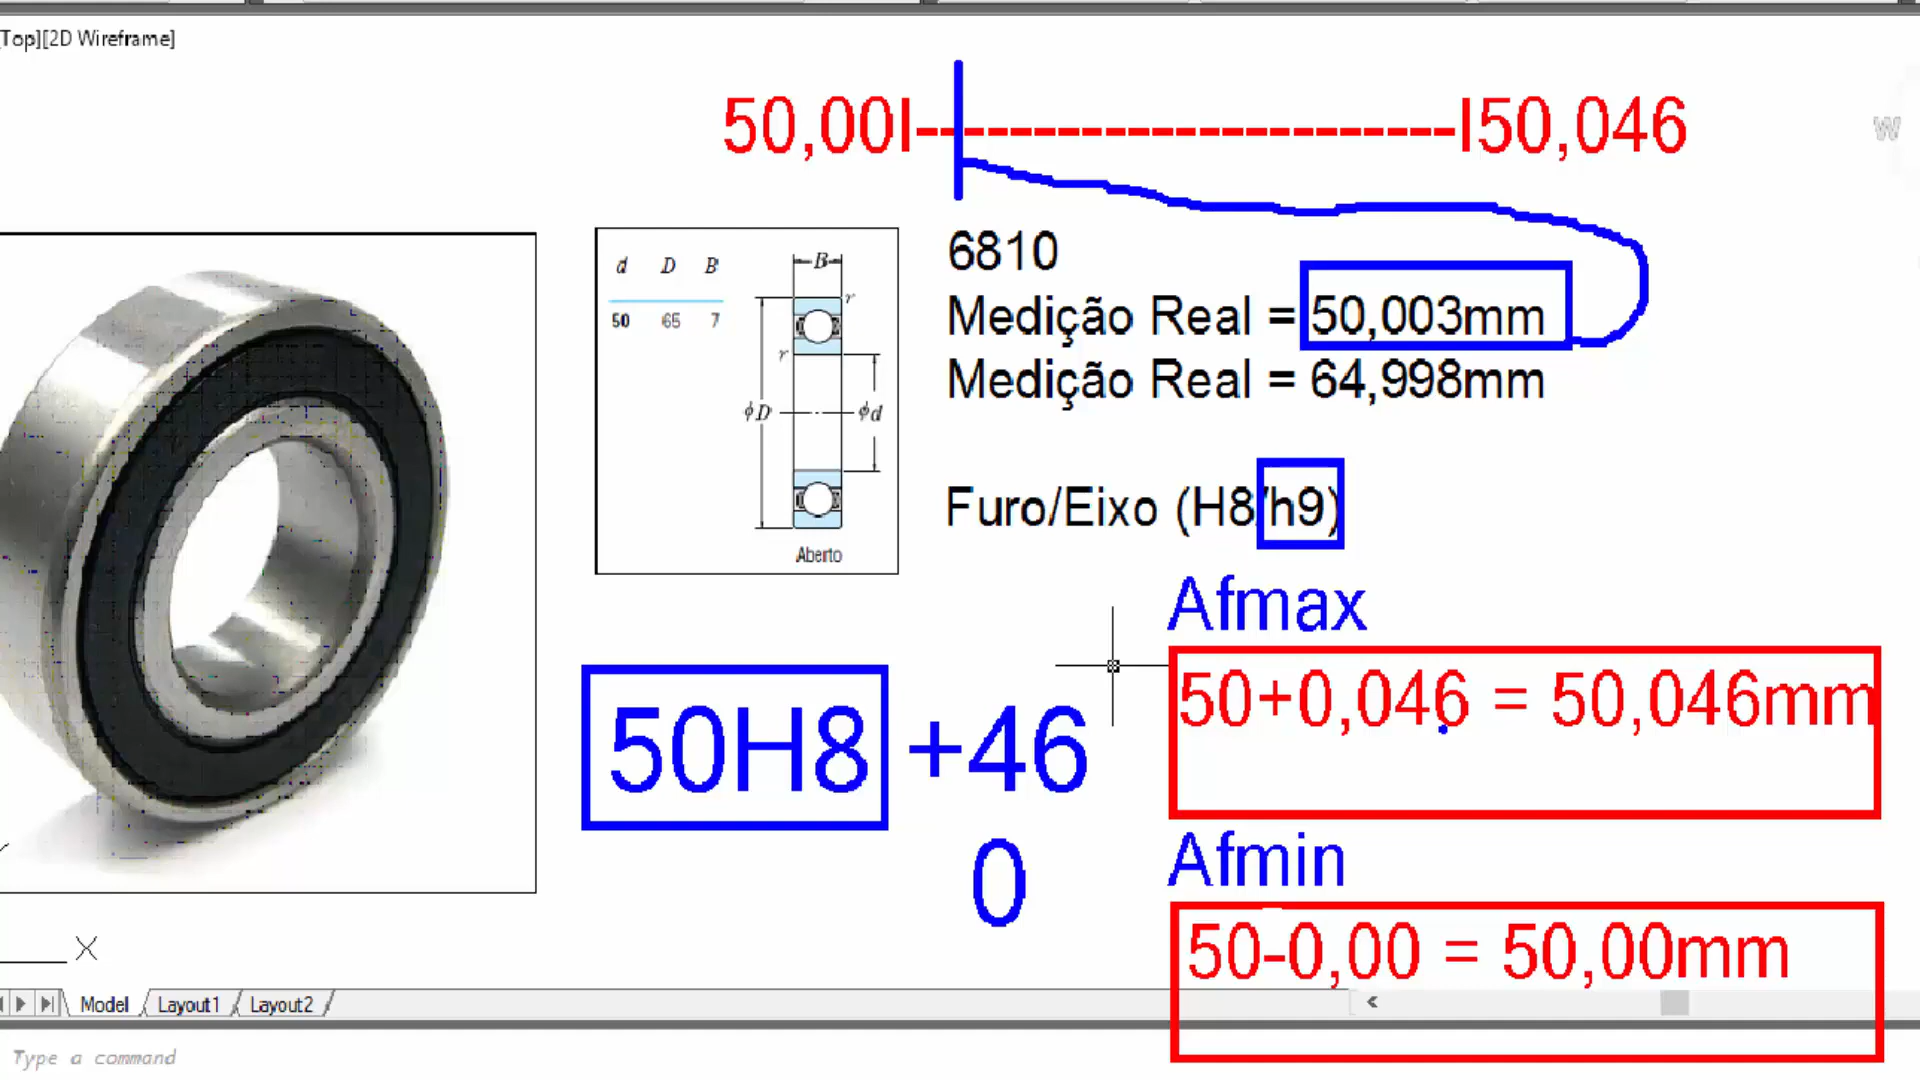 [Top][2D Wireframe]
50,00I--------------------I50,046
W
d D B
50 65 7
B
r
r
ϕD
ϕd
Aberto
6810
Medição Real = 50,003mm
Medição Real = 64,998mm
Furo/Eixo (H8/h9)
Afmax
50+0,046 = 50,046mm
50H8 +46
0
Afmin
50-0,00 = 50,00mm
X
Model Layout1 Layout2
<
Type a command